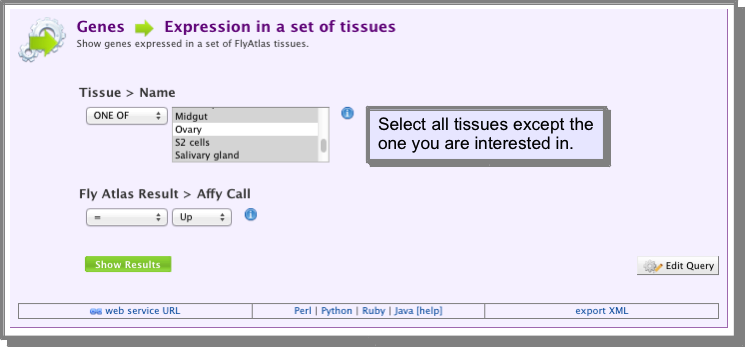 Genes Expression in a set of tissues
Show genes expressed in a set of FlyAtlas tissues.
Tissue > Name
ONE OF
Midgut
Ovary
S2 cells
Salivary gland
Select all tissues except the
one you are interested in.
Fly Atlas Result > Affy Call
= Up
Show Results
Edit Query
web service URL Perl | Python | Ruby | Java [help] export XML